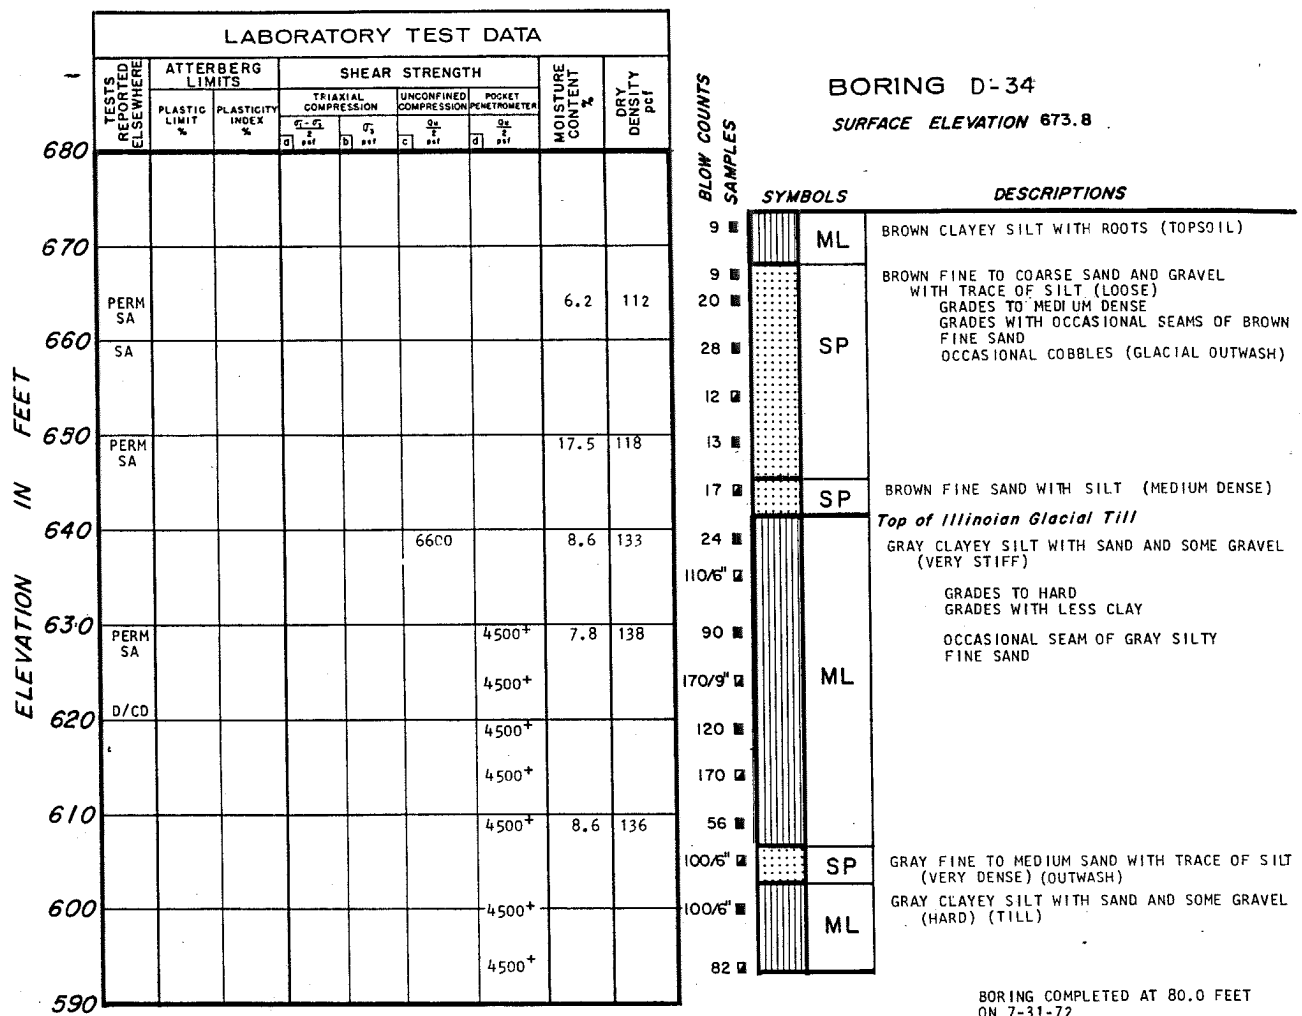 LABORATORY TEST DATA
TESTS REPORTED ELSEWHERE
ATTERBERG LIMITS
PLASTIC LIMIT %
PLASTICITY INDEX %
SHEAR STRENGTH
TRIAXIAL COMPRESSION
UNCONFINED COMPRESSION
POCKET PENETROMETER
a psf
b psf
c Qu/2 psf
d Qu/2 psf
MOISTURE CONTENT %
DRY DENSITY pcf
ELEVATION IN FEET
680
670
PERM 6.2 112
SA
660
SA
650
PERM 17.5 118
SA
640
6600 8.6 133
630
PERM 4500+ 7.8 138
SA
4500+
D/CD
620
4500+
4500+
610
4500+ 8.6 136
600
4500+
4500+
590
BORING D-34
SURFACE ELEVATION 673.8
BLOW COUNTS
SAMPLES
SYMBOLS
DESCRIPTIONS
9
9
20
28
12
13
17
24
110/6"
90
170/9"
120
170
56
100/6"
100/6"
82
ML
BROWN CLAYEY SILT WITH ROOTS (TOPSOIL)
SP
BROWN FINE TO COARSE SAND AND GRAVEL
WITH TRACE OF SILT (LOOSE)
GRADES TO MEDIUM DENSE
GRADES WITH OCCASIONAL SEAMS OF BROWN
FINE SAND
OCCASIONAL COBBLES (GLACIAL OUTWASH)
SP
BROWN FINE SAND WITH SILT (MEDIUM DENSE)
Top of Illinoian Glacial Till
ML
GRAY CLAYEY SILT WITH SAND AND SOME GRAVEL
(VERY STIFF)
GRADES TO HARD
GRADES WITH LESS CLAY
OCCASIONAL SEAM OF GRAY SILTY
FINE SAND
SP
GRAY FINE TO MEDIUM SAND WITH TRACE OF SILT
(VERY DENSE) (OUTWASH)
ML
GRAY CLAYEY SILT WITH SAND AND SOME GRAVEL
(HARD) (TILL)
BORING COMPLETED AT 80.0 FEET
ON 7-31-72